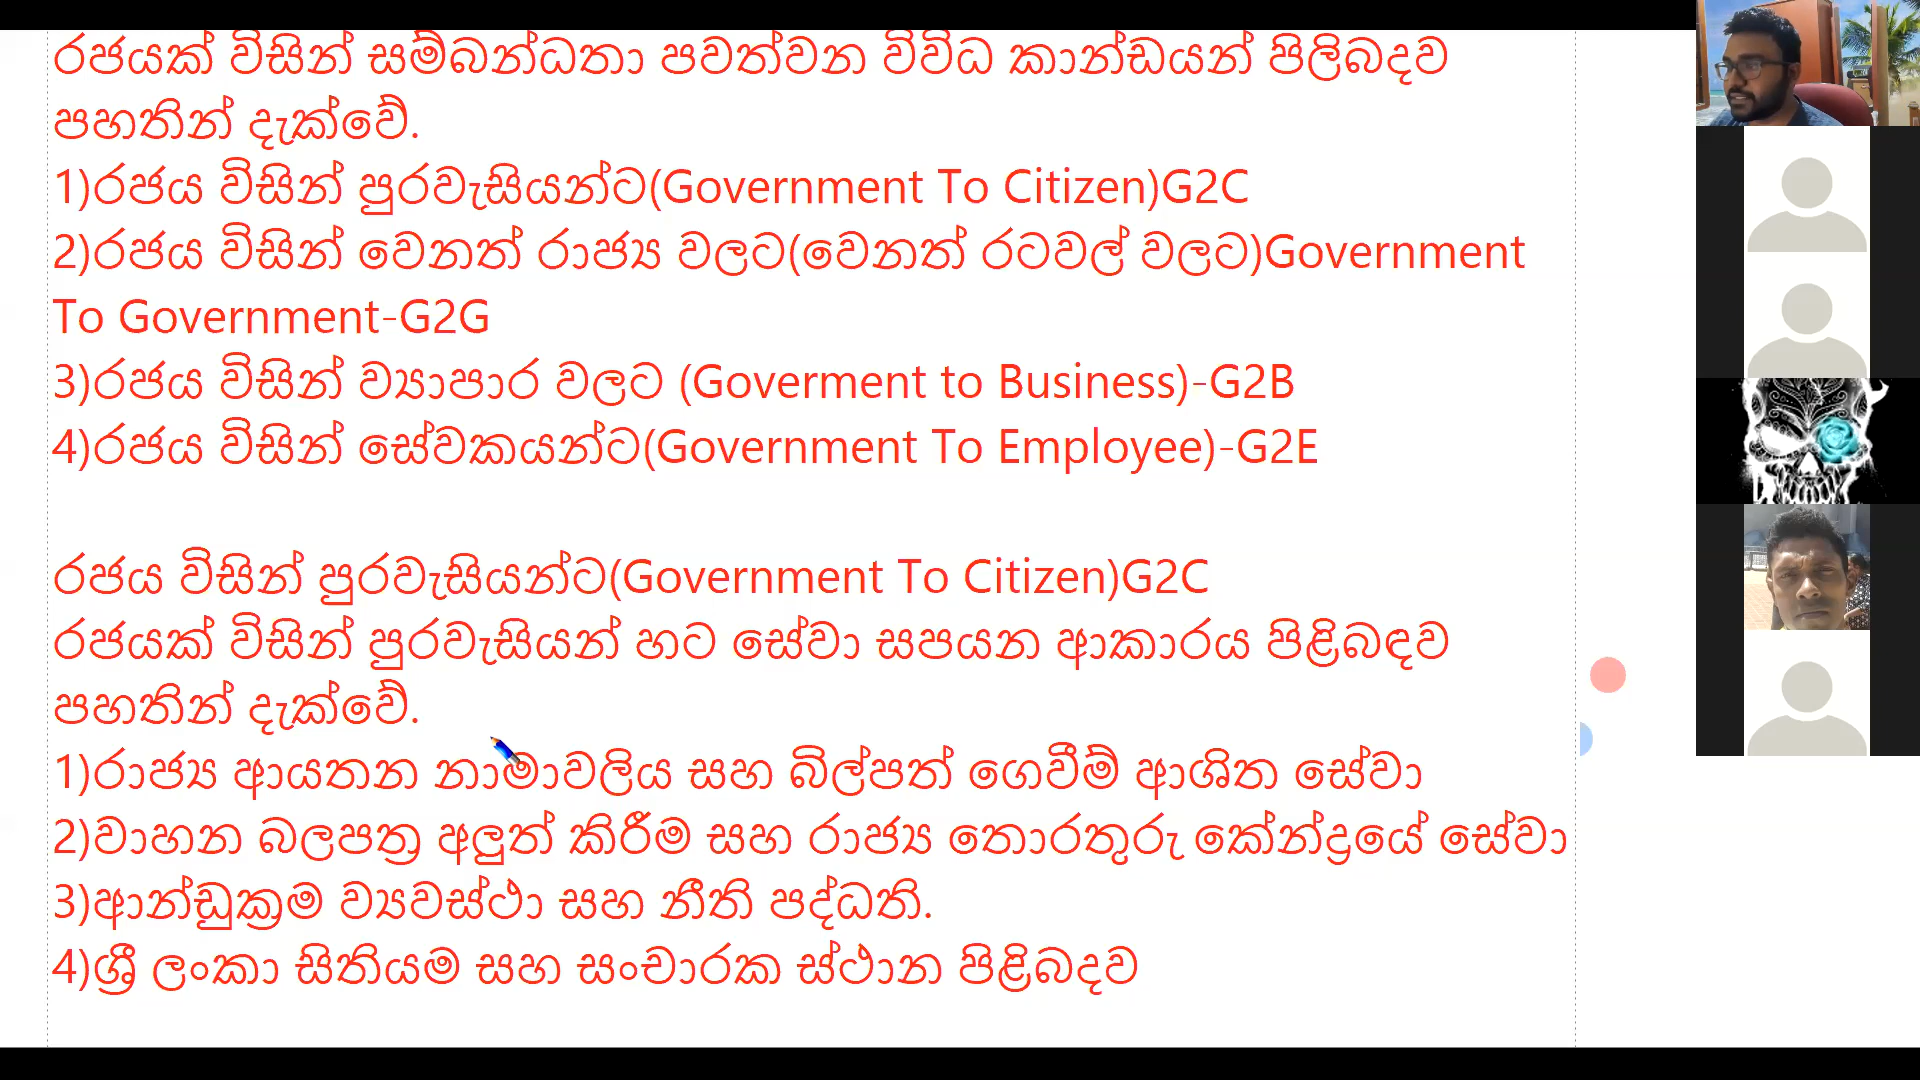 රජයක් විසින් සම්බන්ධතා පවත්වන විවිධ කාන්ඩයන් පිලිබදව
පහතින් දැක්වේ.
1)රජය විසින් පුරවැසියන්ට(Government To Citizen)G2C
2)රජය විසින් වෙනත් රාජ්‍ය වලට(වෙනත් රටවල් වලට)Government
To Government-G2G
3)රජය විසින් ව්‍යාපාර වලට (Goverment to Business)-G2B
4)රජය විසින් සේවකයන්ට(Government To Employee)-G2E
රජය විසින් පුරවැසියන්ට(Government To Citizen)G2C
රජයක් විසින් පුරවැසියන් හට සේවා සපයන ආකාරය පිළිබඳව
පහතින් දැක්වේ.
1)රාජ්‍ය ආයතන නාමාවලිය සහ බිල්පත් ගෙවීම් ආශිත සේවා
2)වාහන බලපත්‍ර අලුත් කිරීම සහ රාජ්‍ය තොරතුරු කේන්ද්‍රයේ සේවා
3)ආන්ඩුක්‍රම ව්‍යවස්ථා සහ නීති පද්ධති.
4)ශ්‍රී ලංකා සිතියම සහ සංචාරක ස්ථාන පිළිබදව